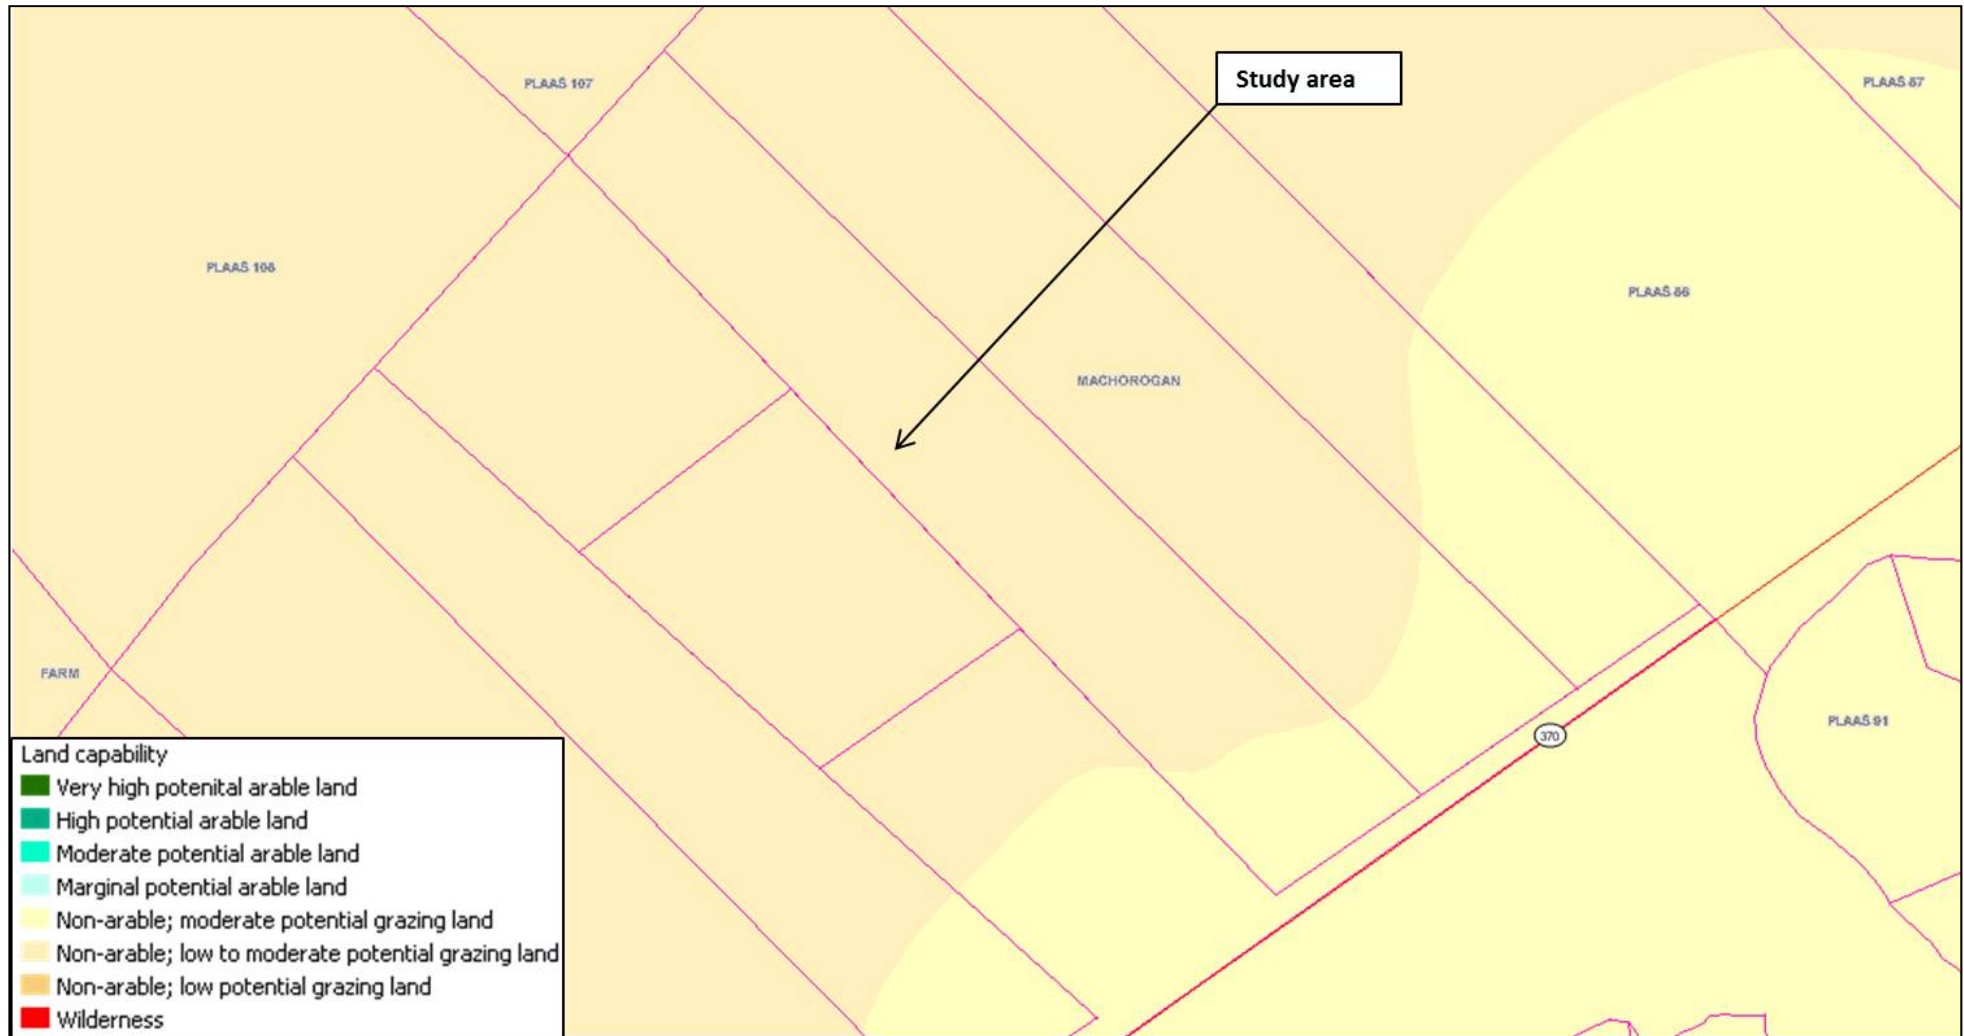 PLAAS 107
Study area
PLAAS 87
PLAAS 108
PLAAS 86
MACHOROGAN
FARM
PLAAS 91
370
Land capability
Very high potenital arable land
High potential arable land
Moderate potential arable land
Marginal potential arable land
Non-arable; moderate potential grazing land
Non-arable; low to moderate potential grazing land
Non-arable; low potential grazing land
Wilderness